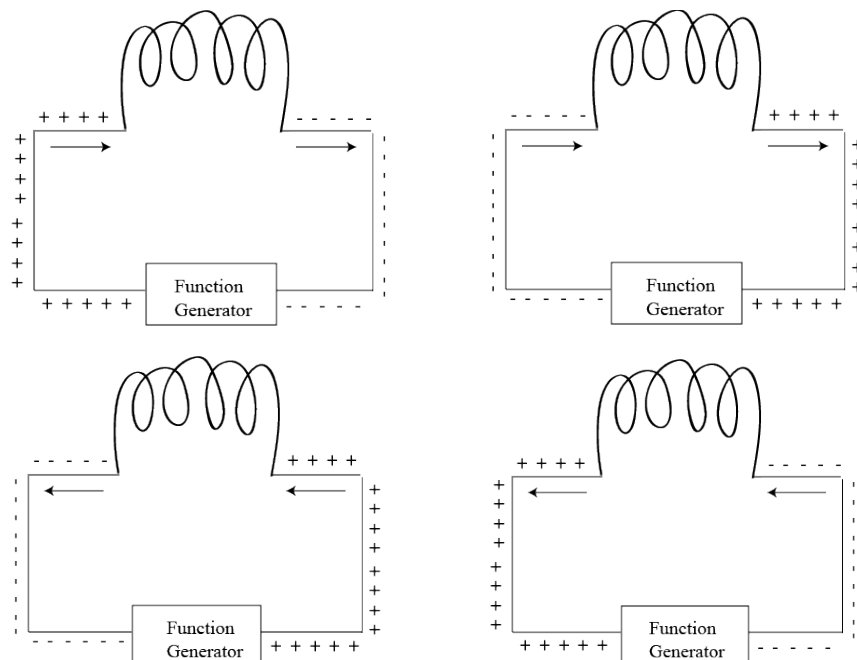 + + + +
- - - - -
- - - - -
+ + + +
Function
Generator
Function
Generator
+ + + + +
- - - - -
- - - - -
+ + + + +
- - - - -
+ + + +
+ + + +
- - - - -
Function
Generator
Function
Generator
- - - - -
+ + + + +
+ + + + +
- - - - -